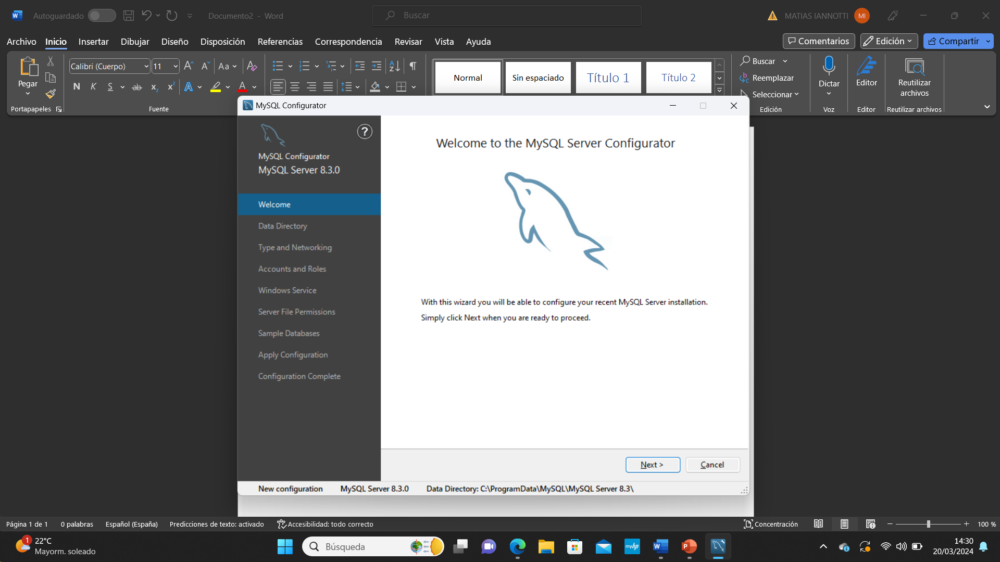 Autoguardado
Documento2 - Word
Buscar
MATIAS IANNOTTI
MI
Archivo Inicio Insertar Dibujar Diseño Disposición Referencias Correspondencia Revisar Vista Ayuda
Comentarios
Edición
Compartir
Pegar
Portapapeles
Calibri (Cuerpo)
11
Aa
N K S ab x₂ x²
Fuente
Normal
Sin espaciado
Título 1
Título 2
Buscar
Reemplazar
Seleccionar
Edición
Dictar
Voz
Editor
Editor
Reutilizar
archivos
Reutilizar archivos
MySQL Configurator
?
MySQL Configurator
MySQL Server 8.3.0
Welcome
Data Directory
Type and Networking
Accounts and Roles
Windows Service
Server File Permissions
Sample Databases
Apply Configuration
Configuration Complete
Welcome to the MySQL Server Configurator
With this wizard you will be able to configure your recent MySQL Server installation.
Simply click Next when you are ready to proceed.
Next >
Cancel
New configuration MySQL Server 8.3.0 Data Directory: C:\ProgramData\MySQL\MySQL Server 8.3\
Página 1 de 1 0 palabras Español (España) Predicciones de texto: activado Accesibilidad: todo correcto
Concentración
100 %
1
22°C
Mayorm. soleado
Búsqueda
myhp
W
P
14:30
20/03/2024